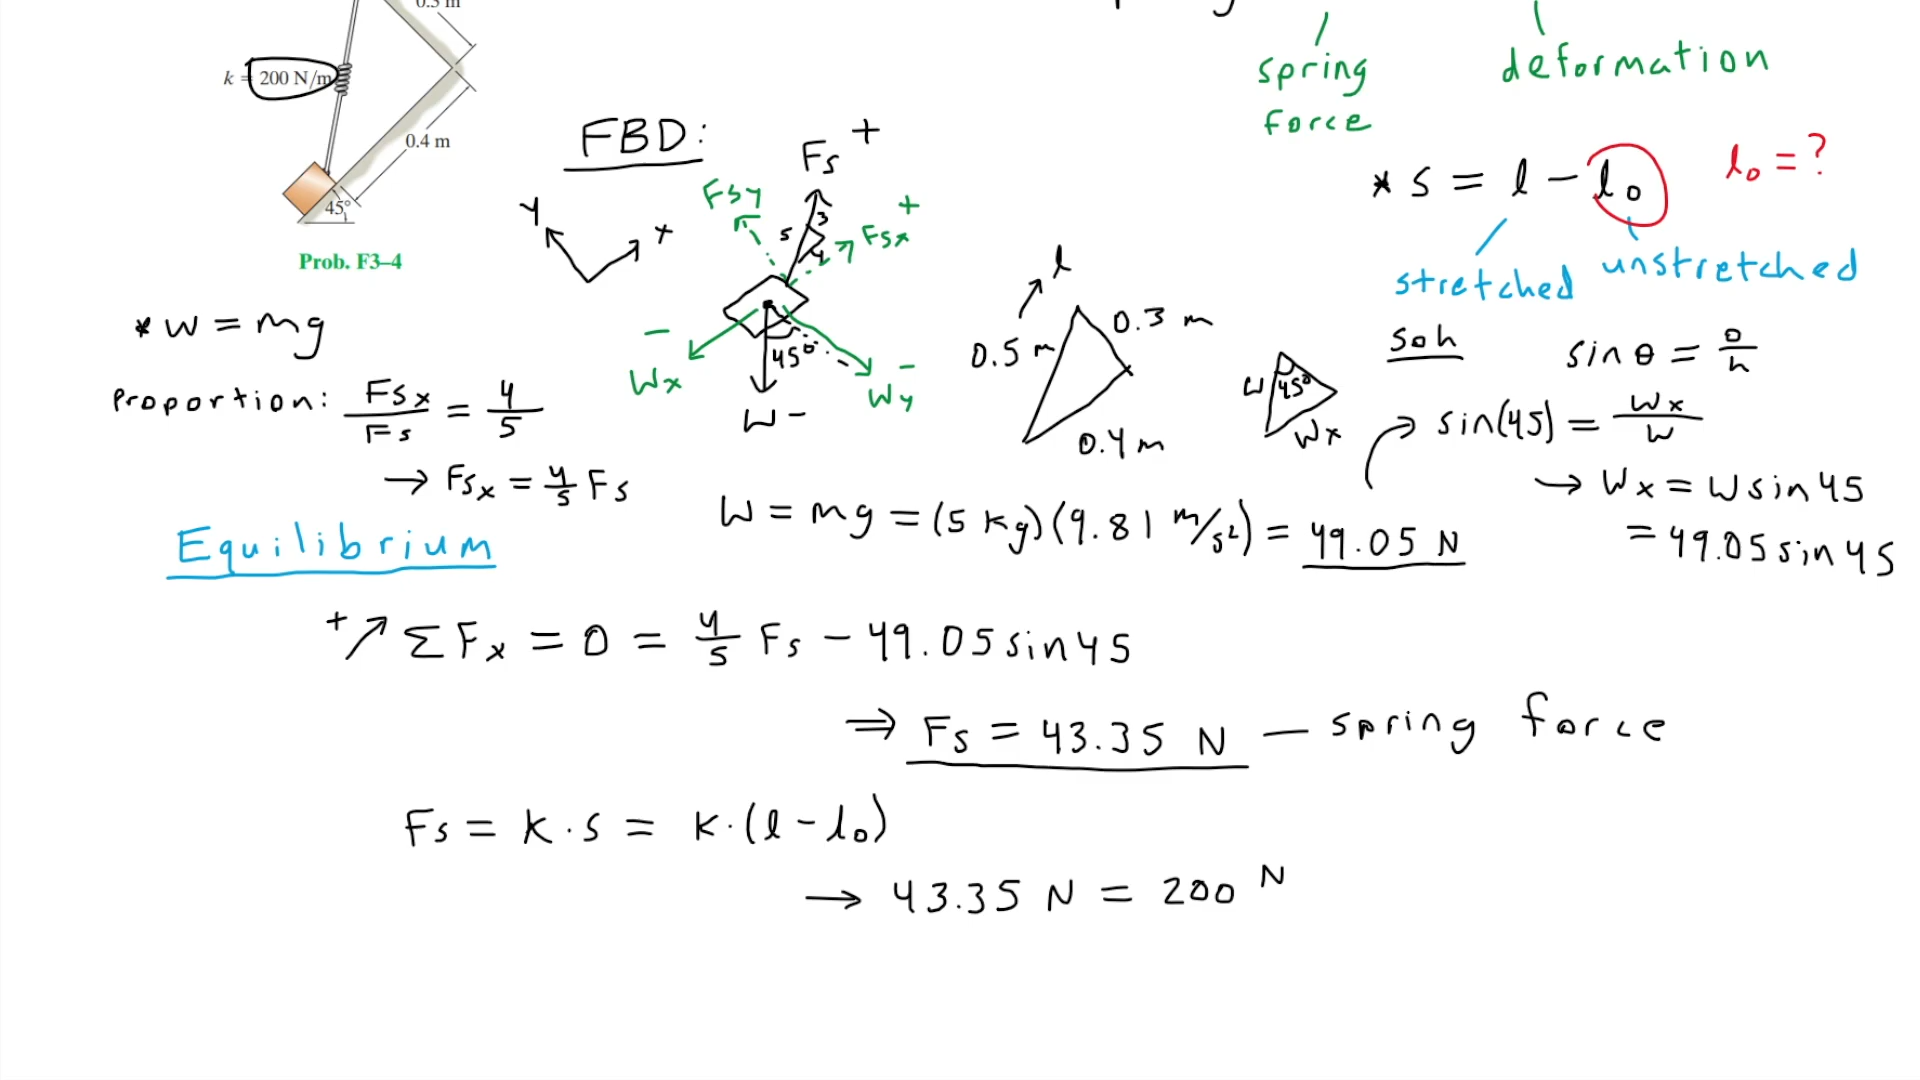 0.3 m
spring
force
deformation
k = 200 N/m
0.4 m
45°
Prob. F3–4
FBD:
Fs +
Fsy
Fsx +
5 3 4
y x
* s = l - l₀
l₀ = ?
stretched
unstretched
* W = mg
- Wx
45°
W -
- Wy
l
0.5 m
0.3 m
0.4 m
W 45° Wx
soh
sin θ = o/h
Proportion: Fsx/Fs = 4/5
→ Fsx = 4/5 Fs
sin(45) = Wx/W
→ Wx = W sin 45
= 49.05 sin 45
W = mg = (5 kg)(9.81 m/s²) = 49.05 N
Equilibrium
+↗ ΣFx = 0 = 4/5 Fs - 49.05 sin 45
⇒ Fs = 43.35 N — spring force
Fs = k · s = k · (l - l₀)
→ 43.35 N = 200 N